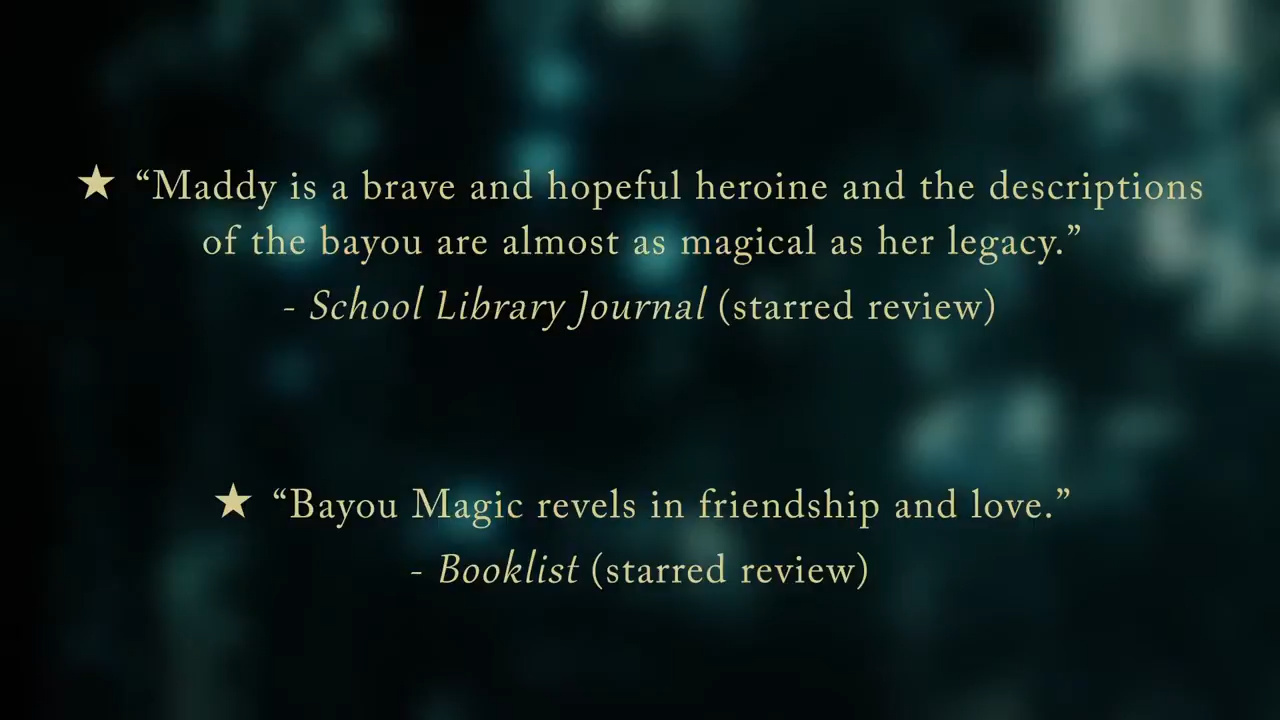 ★ “Maddy is a brave and hopeful heroine and the descriptions
of the bayou are almost as magical as her legacy.”
- School Library Journal (starred review)
★ “Bayou Magic revels in friendship and love.”
- Booklist (starred review)